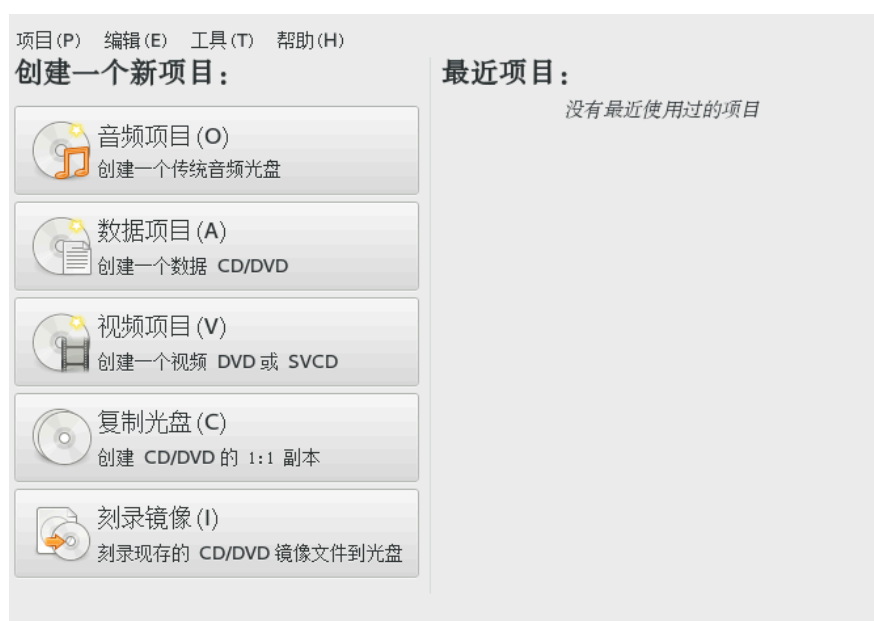 项目(P) 编辑(E) 工具(T) 帮助(H)
创建一个新项目:
音频项目(O)
创建一个传统音频光盘
数据项目(A)
创建一个数据 CD/DVD
视频项目(V)
创建一个视频 DVD 或 SVCD
复制光盘(C)
创建 CD/DVD 的 1:1 副本
刻录镜像(I)
刻录现存的 CD/DVD 镜像文件到光盘
最近项目:
没有最近使用过的项目